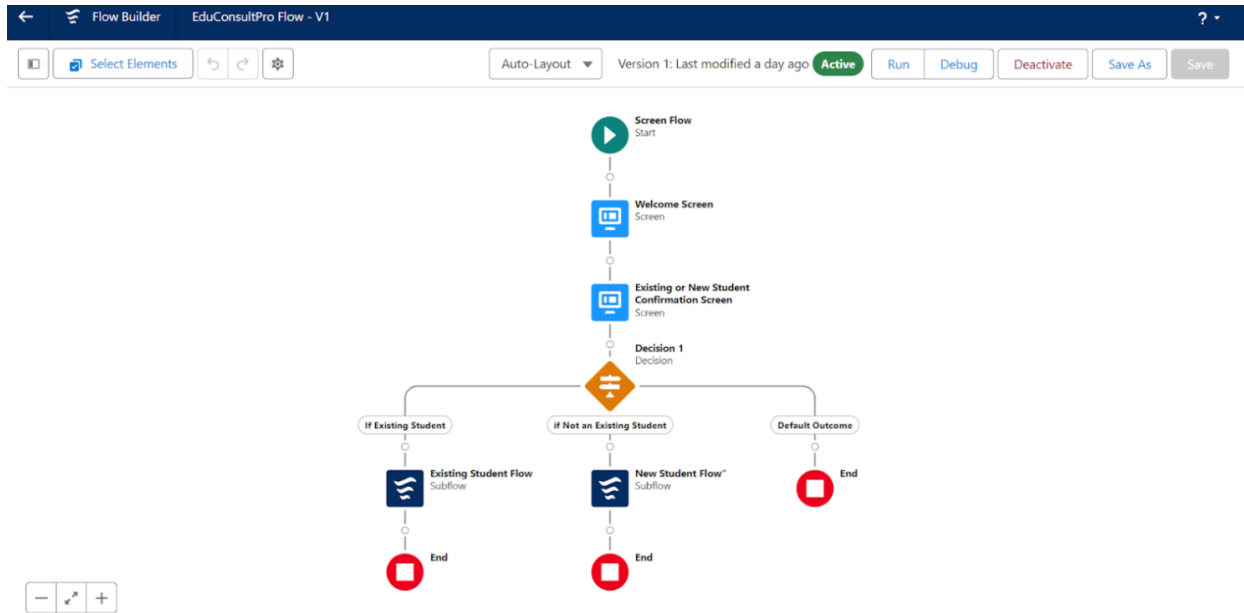 Flow Builder EduConsultPro Flow - V1 ?
Select Elements Auto-Layout Version 1: Last modified a day ago Active Run Debug Deactivate Save As Save
Screen Flow
Start
Welcome Screen
Screen
Existing or New Student
Confirmation Screen
Screen
Decision 1
Decision
If Existing Student if Not an Existing Student Default Outcome
Existing Student Flow New Student Flow" End
Subflow Subflow
End End